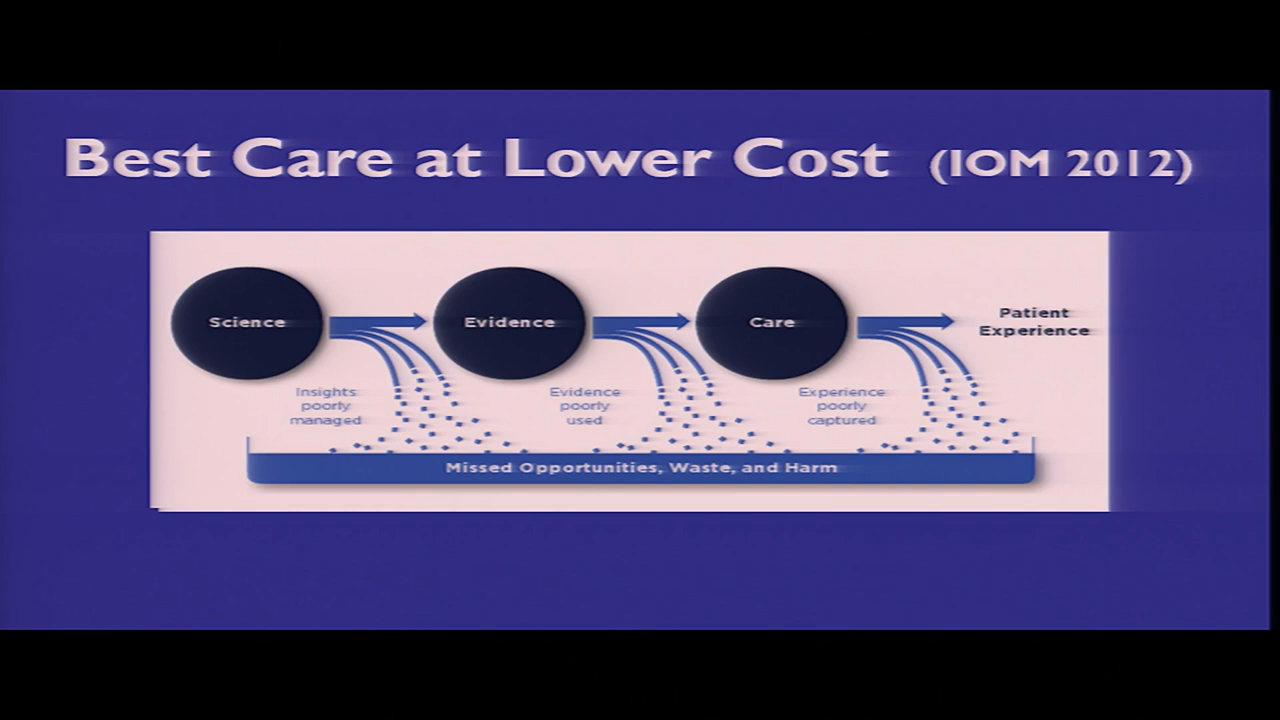 Best Care at Lower Cost (IOM 2012)
Science
Evidence
Care
Patient
Experience
Insights
poorly
managed
Evidence
poorly
used
Experience
poorly
captured
Missed Opportunities, Waste, and Harm